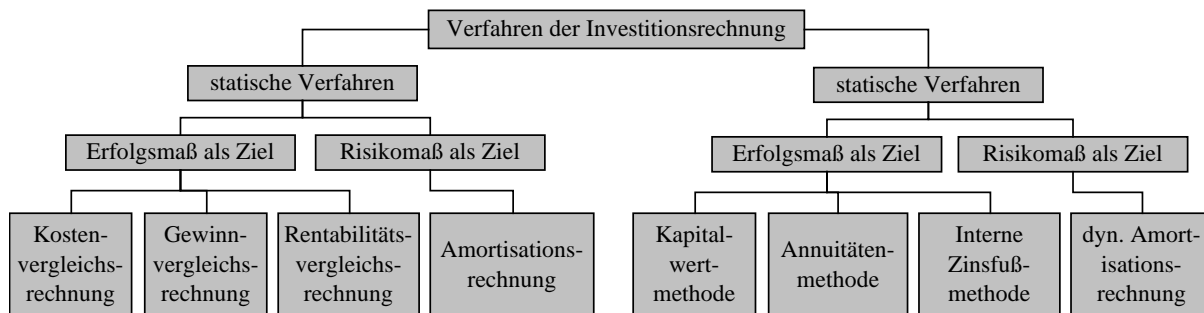 Verfahren der Investitionsrechnung
statische Verfahren
statische Verfahren
Erfolgsmaß als Ziel
Risikomaß als Ziel
Erfolgsmaß als Ziel
Risikomaß als Ziel
Kosten-
vergleichs-
rechnung
Gewinn-
vergleichs-
rechnung
Rentabilitäts-
vergleichs-
rechnung
Amortisations-
rechnung
Kapital-
wert-
methode
Annuitäten-
methode
Interne
Zinsfuß-
methode
dyn. Amort-
isations-
rechnung